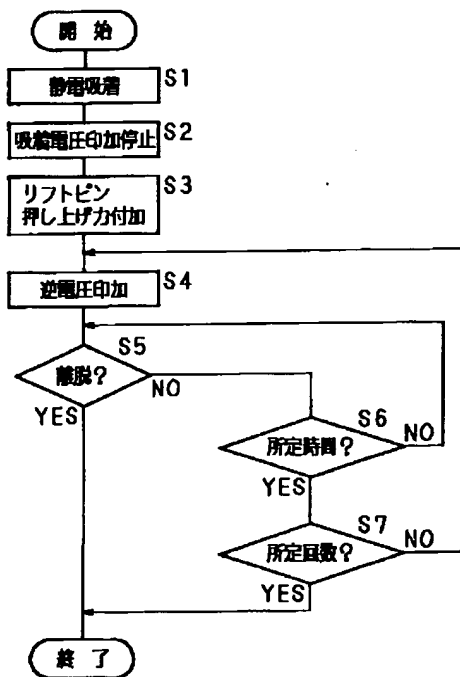 開始
静電吸着
S1
吸着電圧印加停止
S2
リフトピン
押し上げ力付加
S3
逆電圧印加
S4
離脱?
S5
YES
NO
所定時間?
S6
YES
NO
所定回数?
S7
YES
NO
終了